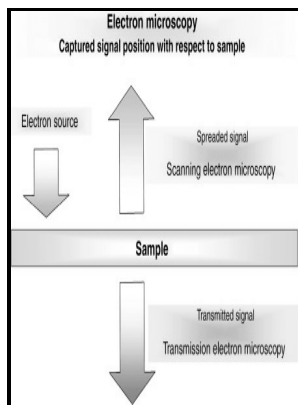 Electron microscopy
Captured signal position with respect to sample
Electron source
Spreaded signal
Scanning electron microscopy
Sample
Transmitted signal
Transmission electron microscopy